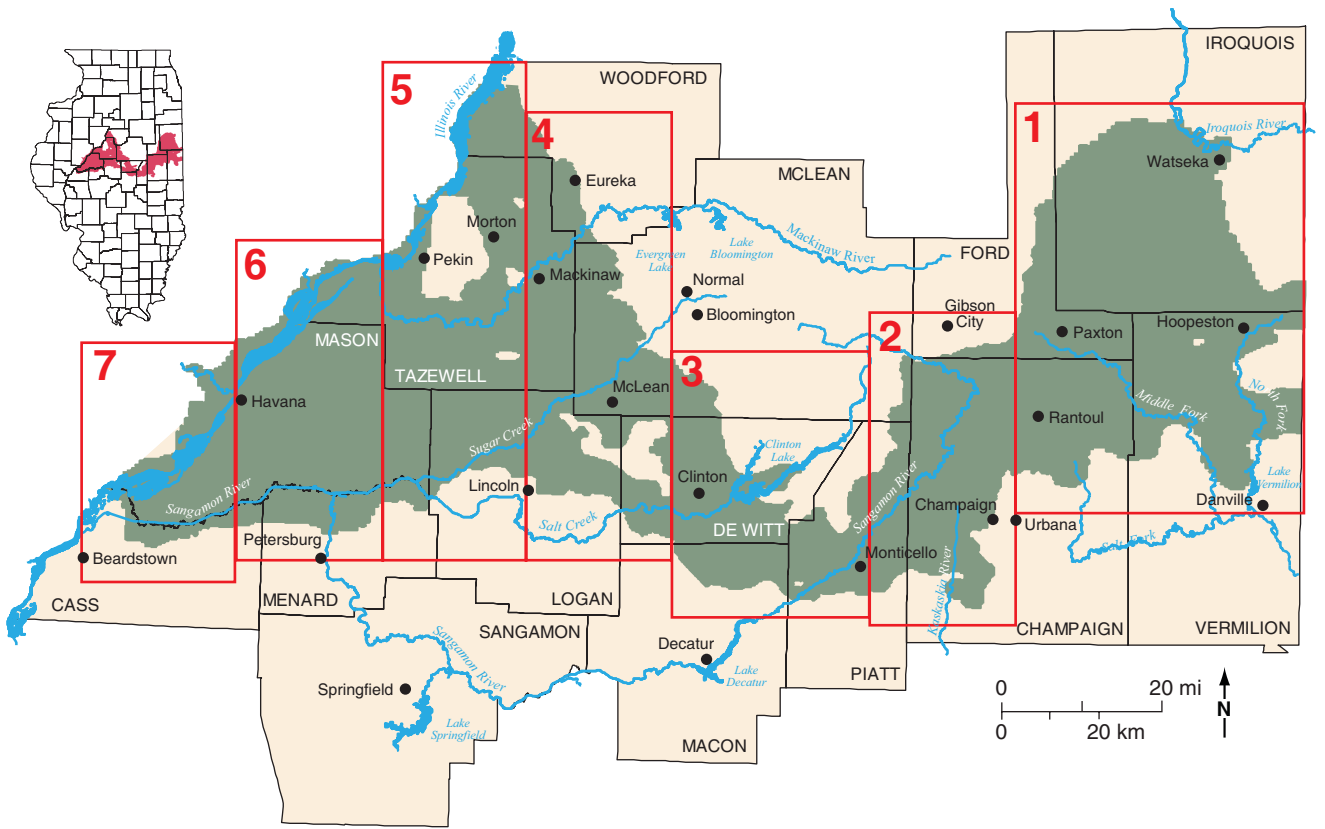 IROQUOIS
5
WOODFORD
Illinois River
4
1
Iroquois River
Watseka
MCLEAN
Eureka
Morton
Mackinaw River
6
Pekin
Evergreen
Lake
Lake
Bloomington
FORD
Mackinaw
Normal
Gibson
City
Bloomington
2
Paxton
Hoopeston
MASON
7
3
TAZEWELL
McLean
Havana
Middle Fork
North Fork
Rantoul
Sugar Creek
Clinton
Lake
Sangamon River
Lincoln
Clinton
Sangamon River
Lake
Vermilion
Danville
Champaign
Urbana
Salt Creek
DE WITT
Petersburg
Salt Fork
Beardstown
Monticello
CASS
MENARD
LOGAN
Kaskaskia River
SANGAMON
CHAMPAIGN
VERMILION
Sangamon River
Decatur
Lake
Decatur
PIATT
Springfield
Lake
Springfield
0 20 mi
N
0 20 km
MACON